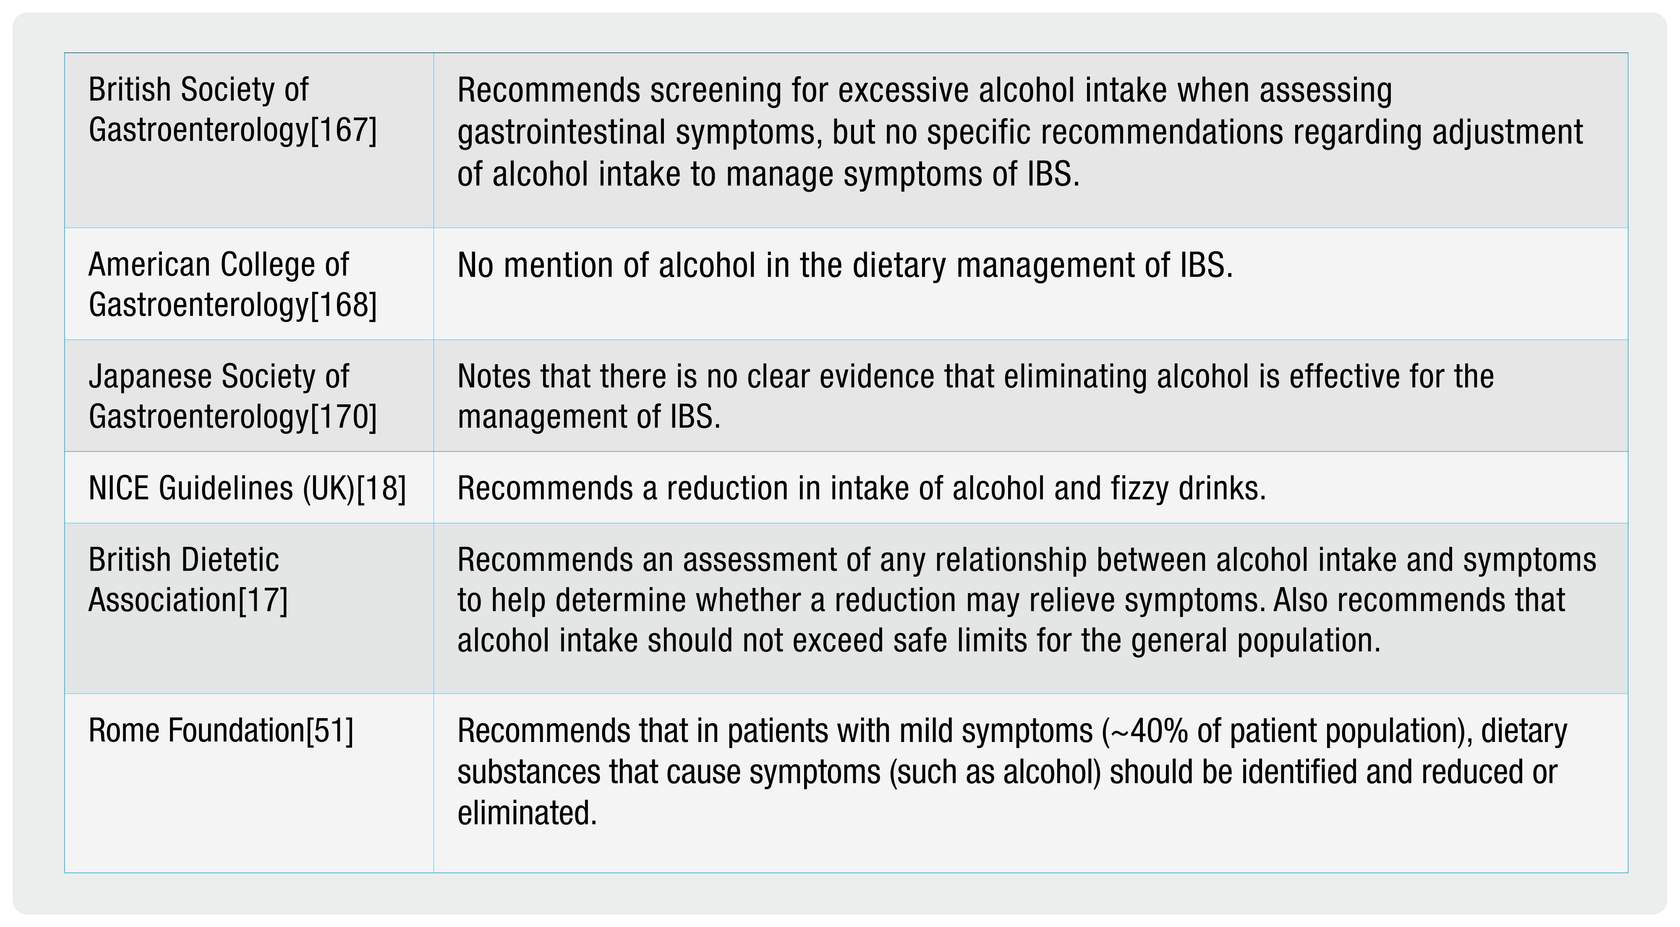 British Society of
Gastroenterology[167]
Recommends screening for excessive alcohol intake when assessing
gastrointestinal symptoms, but no specific recommendations regarding adjustment
of alcohol intake to manage symptoms of IBS.
American College of
Gastroenterology[168]
No mention of alcohol in the dietary management of IBS.
Japanese Society of
Gastroenterology[170]
Notes that there is no clear evidence that eliminating alcohol is effective for the
management of IBS.
NICE Guidelines (UK)[18]
Recommends a reduction in intake of alcohol and fizzy drinks.
British Dietetic
Association[17]
Recommends an assessment of any relationship between alcohol intake and symptoms
to help determine whether a reduction may relieve symptoms. Also recommends that
alcohol intake should not exceed safe limits for the general population.
Rome Foundation[51]
Recommends that in patients with mild symptoms (~40% of patient population), dietary
substances that cause symptoms (such as alcohol) should be identified and reduced or
eliminated.